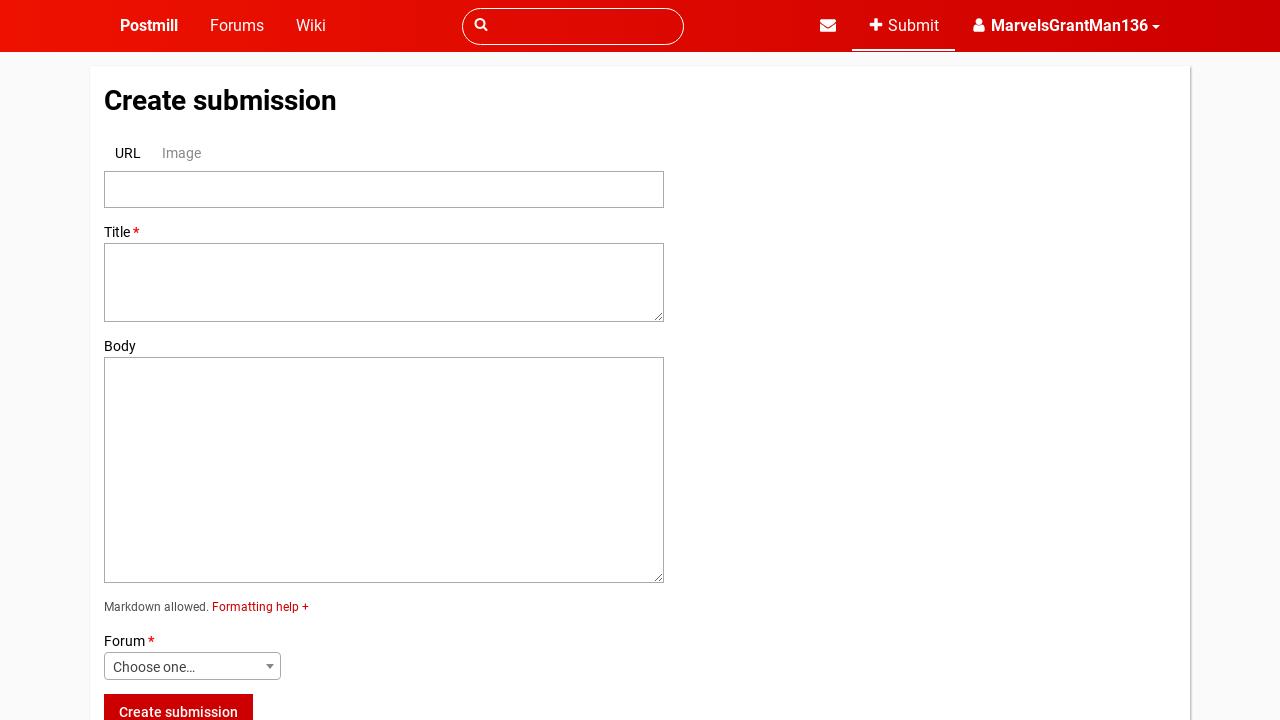 Postmill Forums Wiki Submit MarvelsGrantMan136
Create submission
URL Image
Title *
Body
Markdown allowed. Formatting help +
Forum *
Choose one…
Create submission